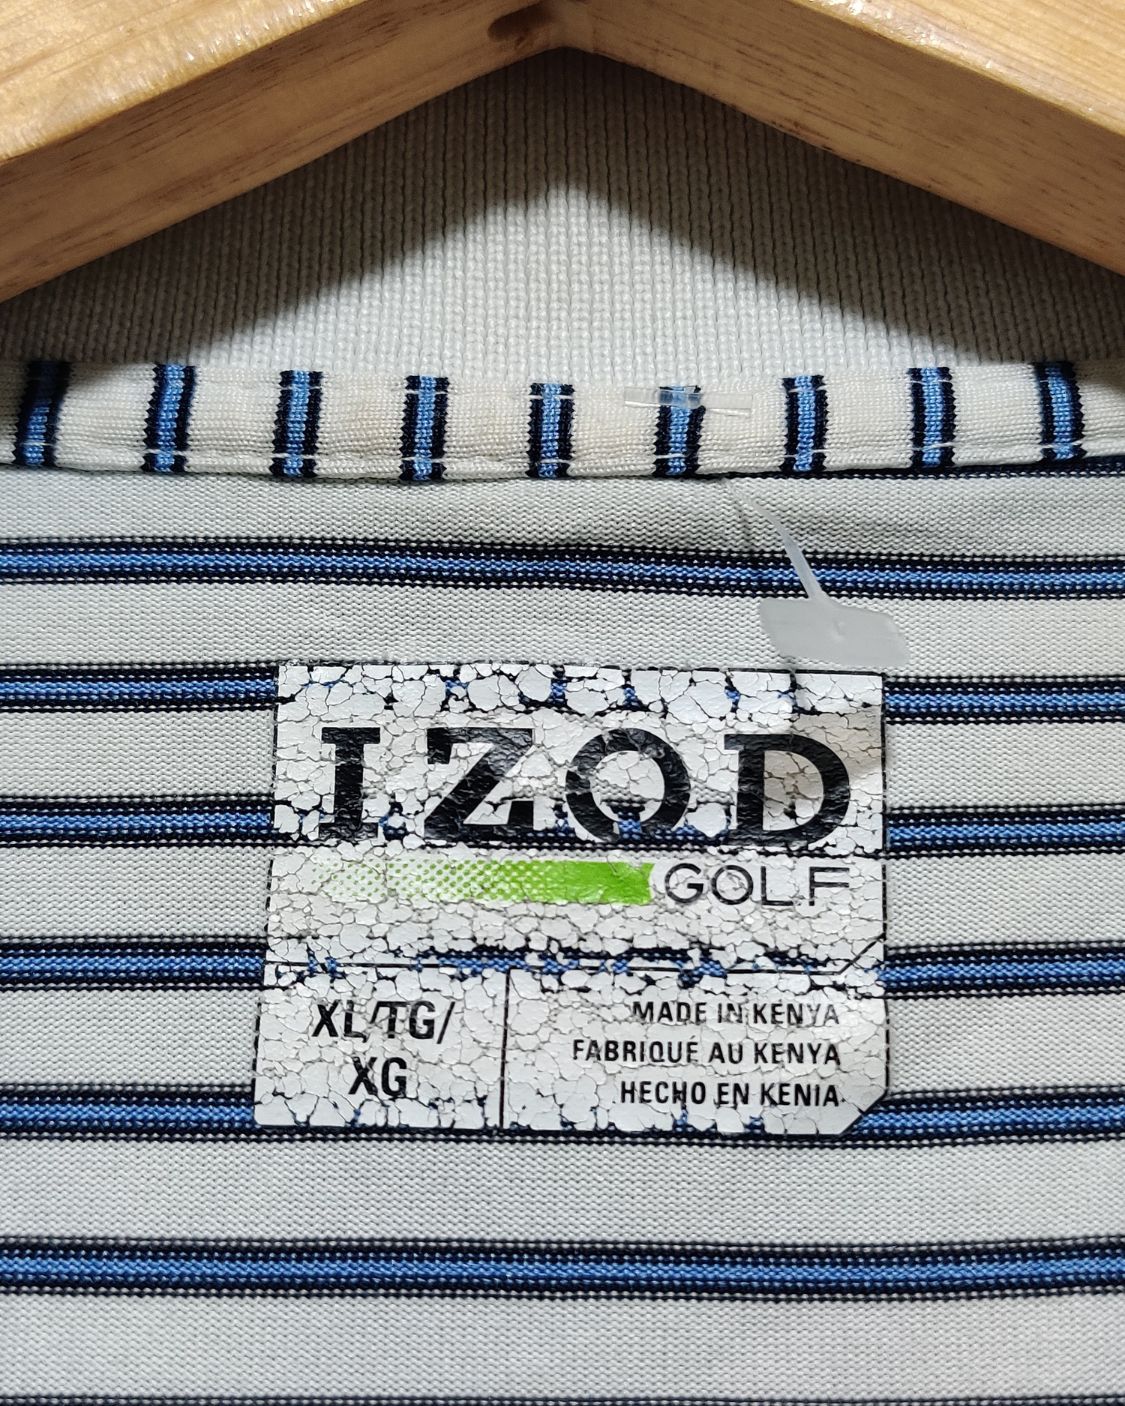 IZOD
GOLF
XL/TG/
XG
MADE IN KENYA
FABRIQUÉ AU KENYA
HECHO EN KENIA